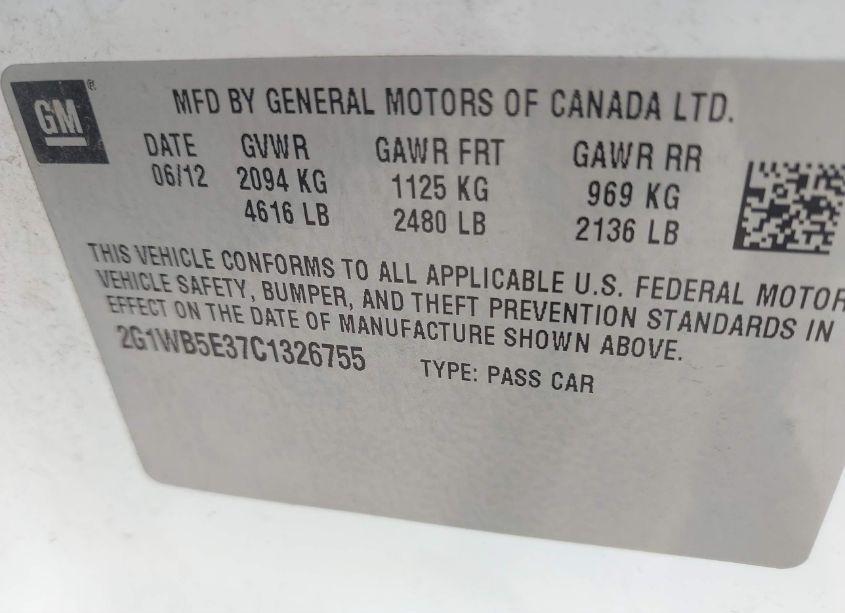 GM ®
MFD BY GENERAL MOTORS OF CANADA LTD.
DATE GVWR GAWR FRT GAWR RR
06/12 2094 KG 1125 KG 969 KG
4616 LB 2480 LB 2136 LB
THIS VEHICLE CONFORMS TO ALL APPLICABLE U.S. FEDERAL MOTOR
VEHICLE SAFETY, BUMPER, AND THEFT PREVENTION STANDARDS IN
EFFECT ON THE DATE OF MANUFACTURE SHOWN ABOVE.
2G1WB5E37C1326755 TYPE: PASS CAR